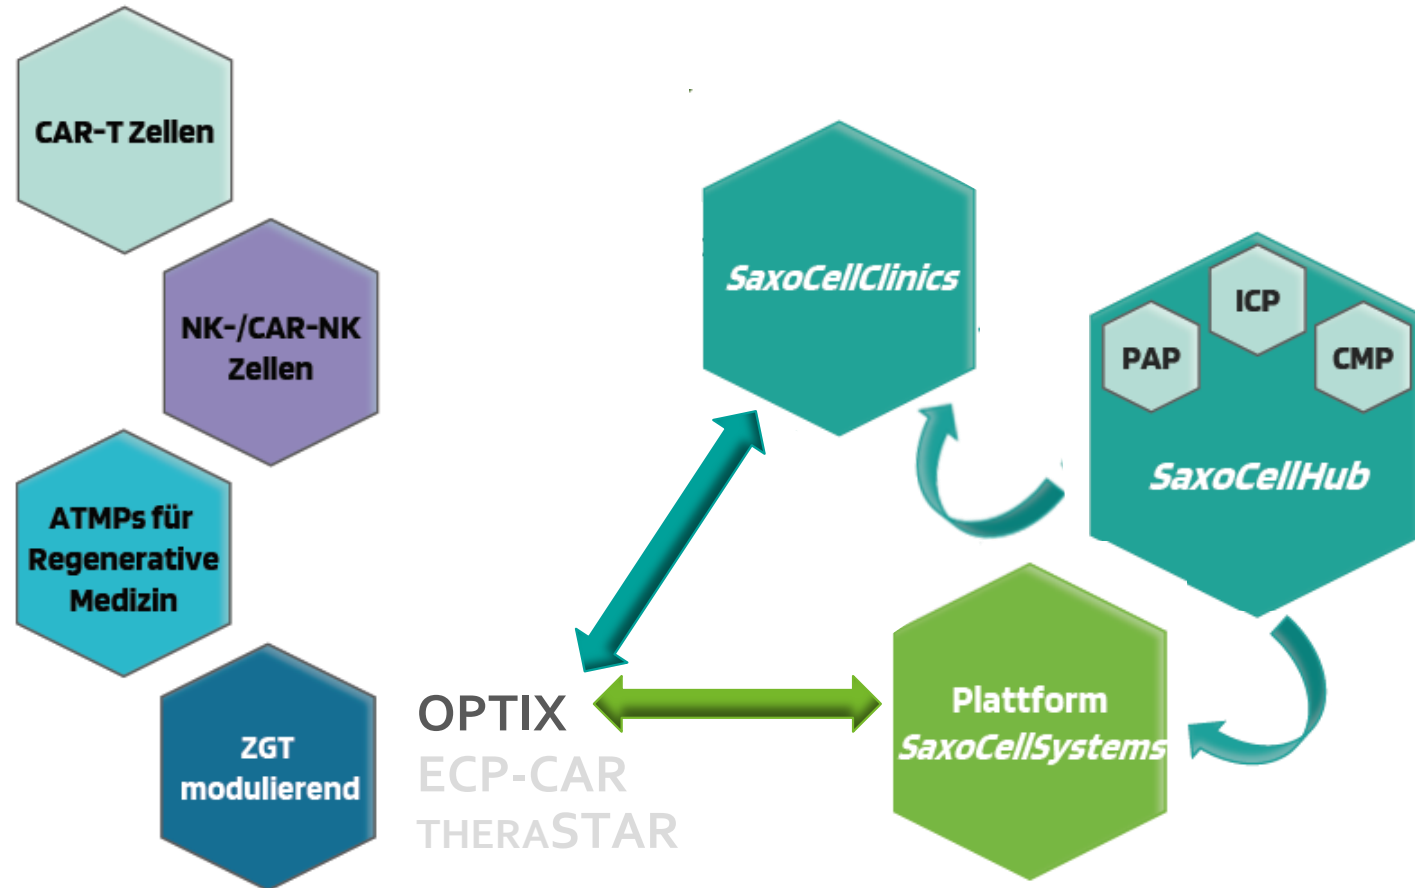 CAR-T Zellen
NK-/CAR-NK
Zellen
ATMPs für
Regenerative
Medizin
ZGT
modulierend
OPTIX
ECP-CAR
THERASTAR
SaxoCellClinics
ICP
PAP
CMP
SaxoCellHub
Plattform
SaxoCellSystems